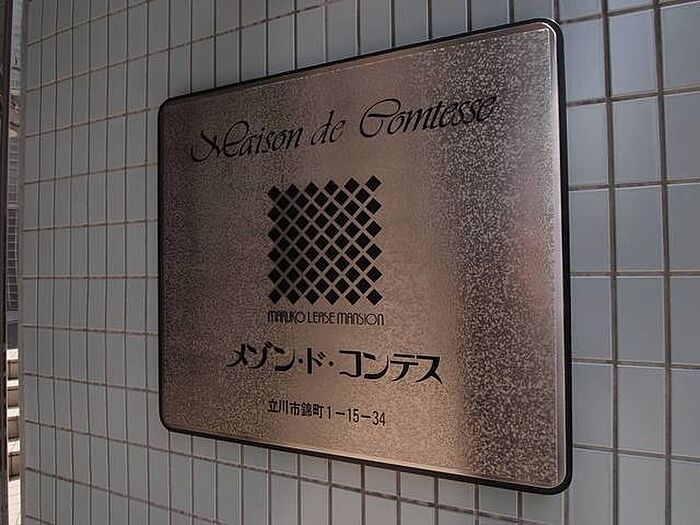 Maison de Comtesse
MARUKO LEASE MANSION
メゾン・ド・コンテス
立川市錦町1-15-34